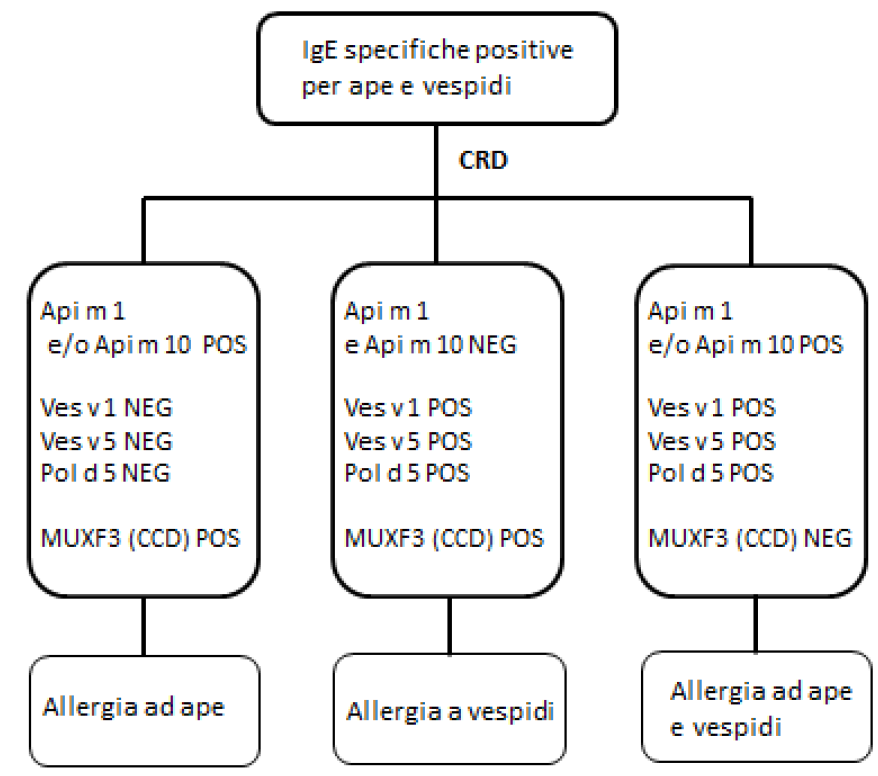 IgE specifiche positive
per ape e vespidi
CRD
Api m 1
e/o Api m 10 POS
Ves v 1 NEG
Ves v 5 NEG
Pol d 5 NEG
MUXF3 (CCD) POS
Api m 1
e Api m 10 NEG
Ves v 1 POS
Ves v 5 POS
Pol d 5 POS
MUXF3 (CCD) POS
Api m 1
e/o Api m 10 POS
Ves v 1 POS
Ves v 5 POS
Pol d 5 POS
MUXF3 (CCD) NEG
Allergia ad ape
Allergia a vespidi
Allergia ad ape
e vespidi